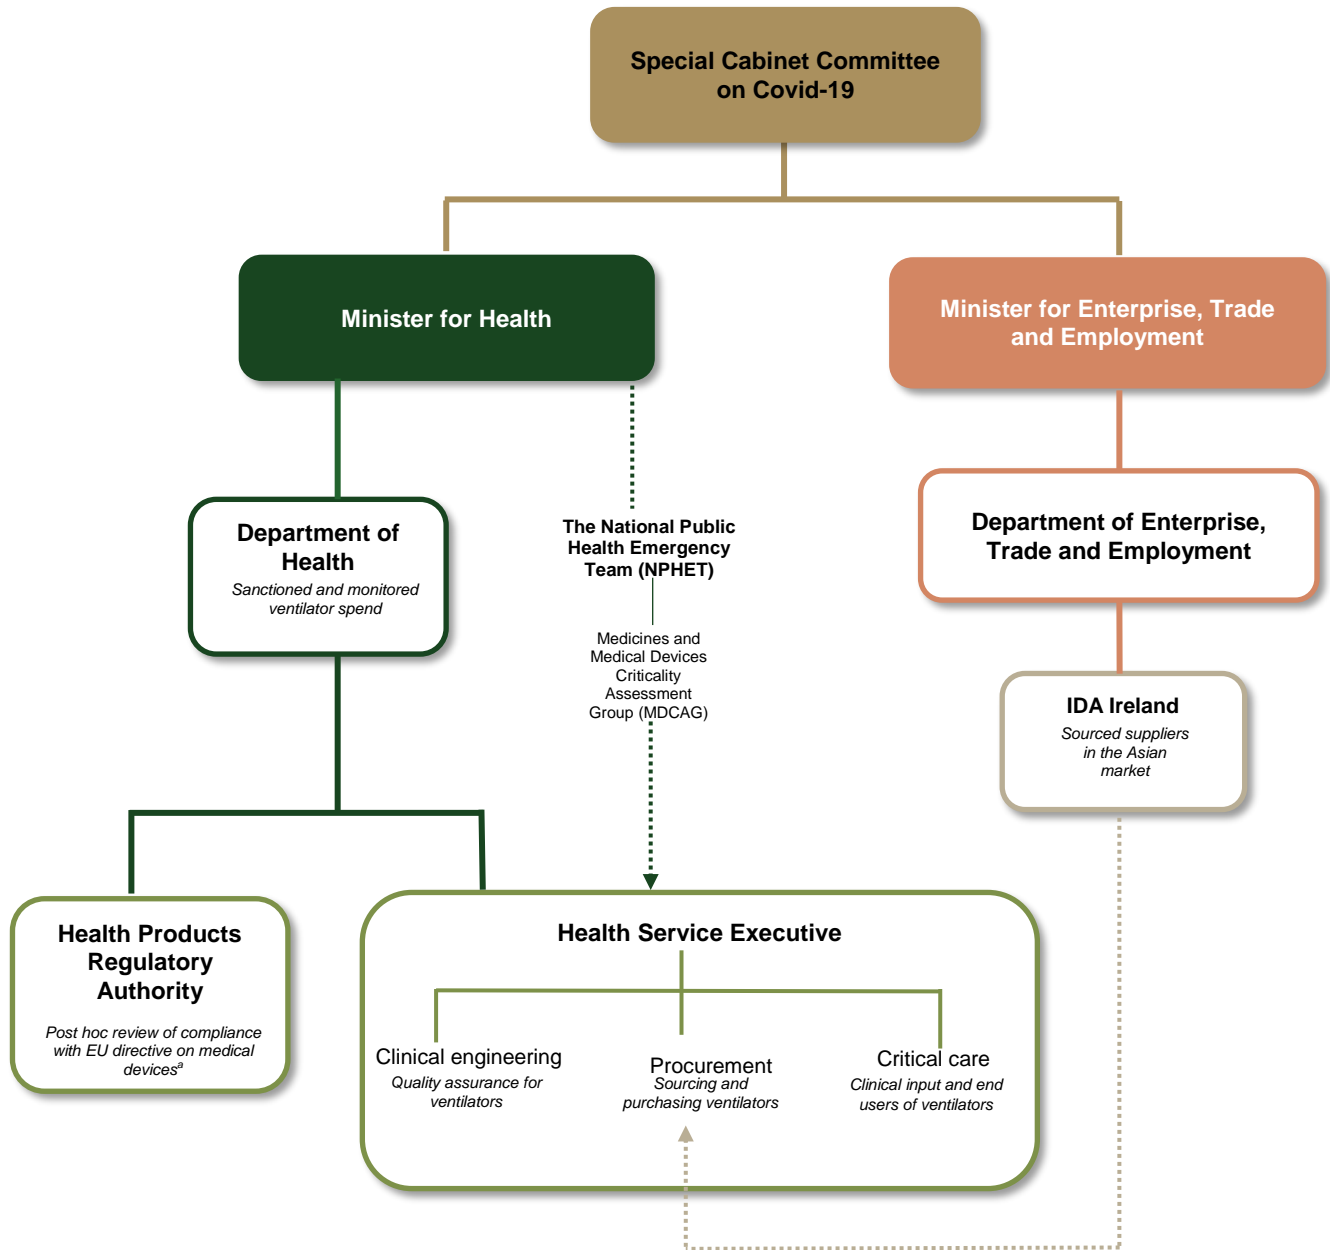 Special Cabinet Committee
on Covid-19
Minister for Health
Minister for Enterprise, Trade
and Employment
Department of
Health
Sanctioned and monitored
ventilator spend
The National Public
Health Emergency
Team (NPHET)
Medicines and
Medical Devices
Criticality
Assessment
Group (MDCAG)
Department of Enterprise,
Trade and Employment
IDA Ireland
Sourced suppliers
in the Asian
market
Health Products
Regulatory
Authority
Post hoc review of compliance
with EU directive on medical
devicesᵃ
Health Service Executive
Clinical engineering
Quality assurance for
ventilators
Procurement
Sourcing and
purchasing ventilators
Critical care
Clinical input and end
users of ventilators